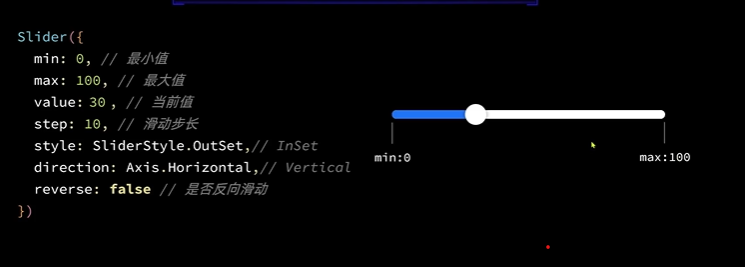 Slider({
min: 0, // 最小值
max: 100, // 最大值
value: 30 , // 当前值
step: 10, // 滑动步长
style: SliderStyle.OutSet,// InSet
direction: Axis.Horizontal,// Vertical
reverse: false // 是否反向滑动
})
min:0
max:100